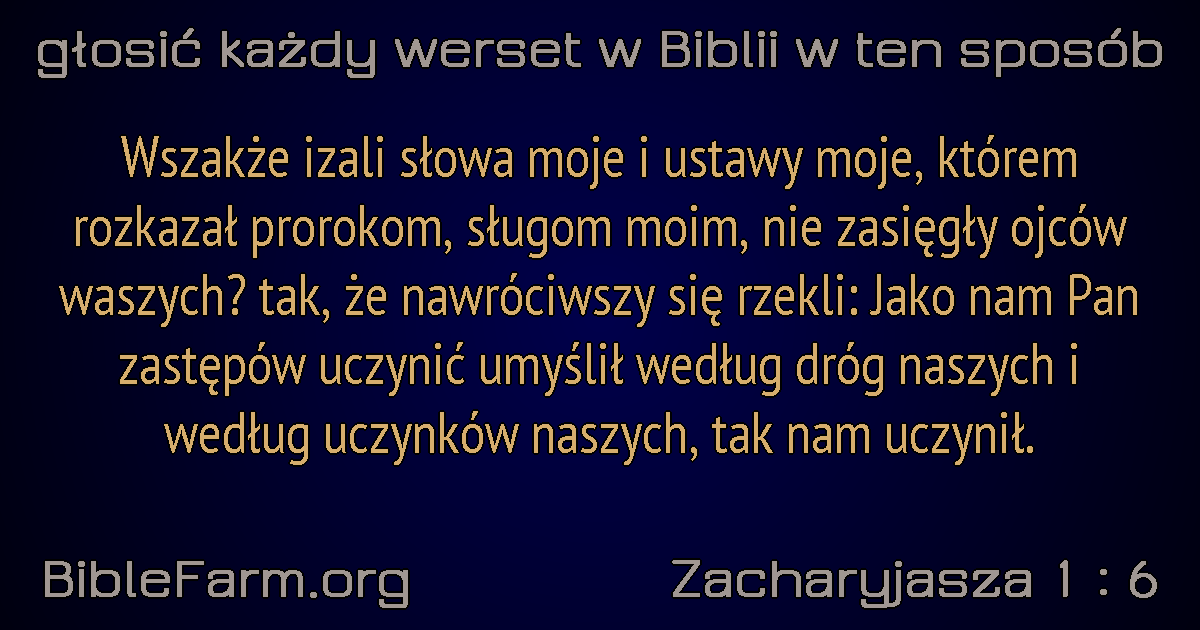 głosić każdy werset w Biblii w ten sposób
Wszakże izali słowa moje i ustawy moje, którem
rozkazał prorokom, sługom moim, nie zasięgły ojców
waszych? tak, że nawróciwszy się rzekli: Jako nam Pan
zastępów uczynić umyślił według dróg naszych i
według uczynków naszych, tak nam uczynił.
BibleFarm.org
Zacharyjasza 1 : 6